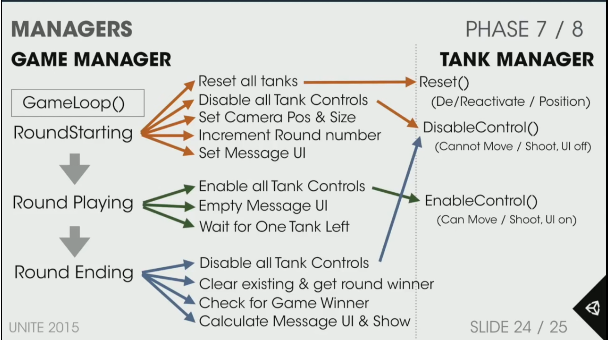 MANAGERS
PHASE 7 / 8
GAME MANAGER
TANK MANAGER
GameLoop()
RoundStarting
Reset all tanks
Disable all Tank Controls
Set Camera Pos & Size
Increment Round number
Set Message UI
Reset()
(De/Reactivate / Position)
DisableControl()
(Cannot Move / Shoot, UI off)
Round Playing
Enable all Tank Controls
Empty Message UI
Wait for One Tank Left
EnableControl()
(Can Move / Shoot, UI on)
Round Ending
Disable all Tank Controls
Clear existing & get round winner
Check for Game Winner
Calculate Message UI & Show
UNITE 2015
SLIDE 24 / 25